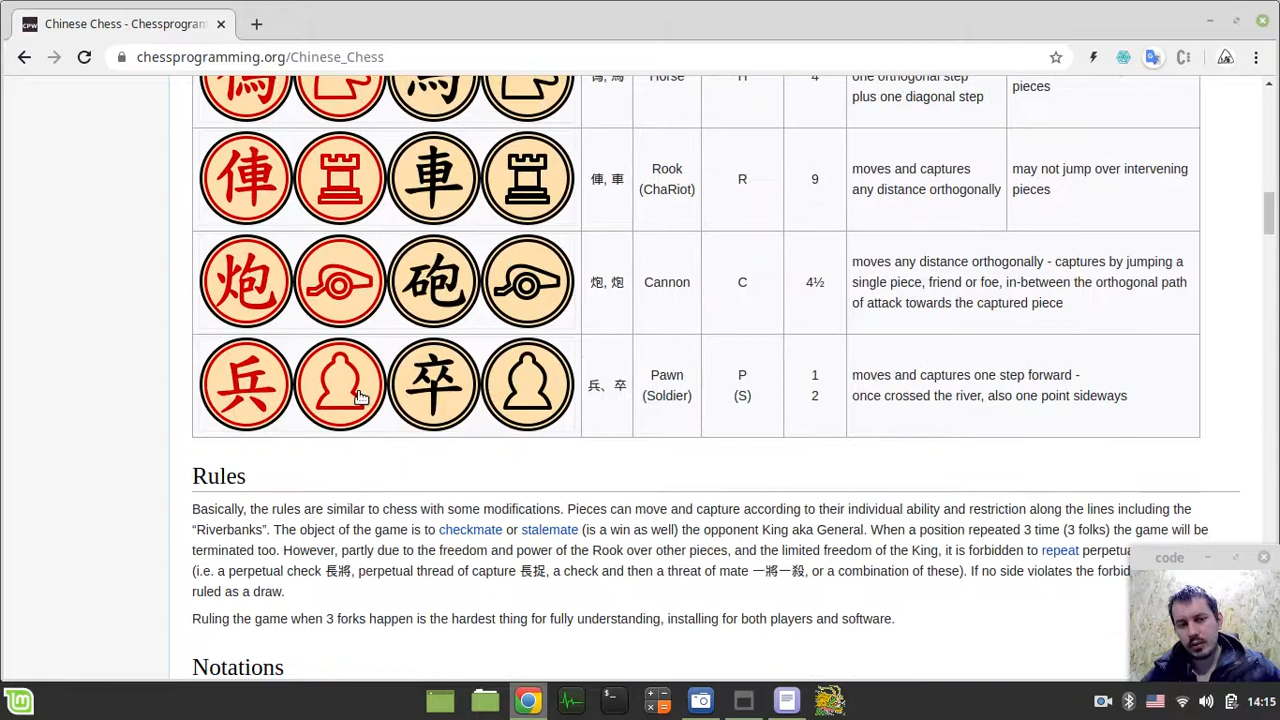 Chinese Chess - Chessprogram
chessprogramming.org/Chinese_Chess
傌 馬 Horse H 4 one orthogonal step
plus one diagonal step
pieces
俥 車 俥, 車 Rook
(ChaRiot) R 9 moves and captures
any distance orthogonally
may not jump over intervening
pieces
炮 砲 炮, 炮 Cannon C 4½ moves any distance orthogonally - captures by jumping a
single piece, friend or foe, in-between the orthogonal path
of attack towards the captured piece
兵 卒 兵、卒 Pawn
(Soldier)
P
(S)
1
2
moves and captures one step forward -
once crossed the river, also one point sideways
Rules
Basically, the rules are similar to chess with some modifications. Pieces can move and capture according to their individual ability and restriction along the lines including the
“Riverbanks”. The object of the game is to checkmate or stalemate (is a win as well) the opponent King aka General. When a position repeated 3 time (3 folks) the game will be
terminated too. However, partly due to the freedom and power of the Rook over other pieces, and the limited freedom of the King, it is forbidden to repeat
(i.e. a perpetual check 長將, perpetual thread of capture 長捉, a check and then a threat of mate 一將一殺, or a combination of these). If no side violates the
ruled as a draw.
Ruling the game when 3 forks happen is the hardest thing for fully understanding, installing for both players and software.
Notations
code
14:15